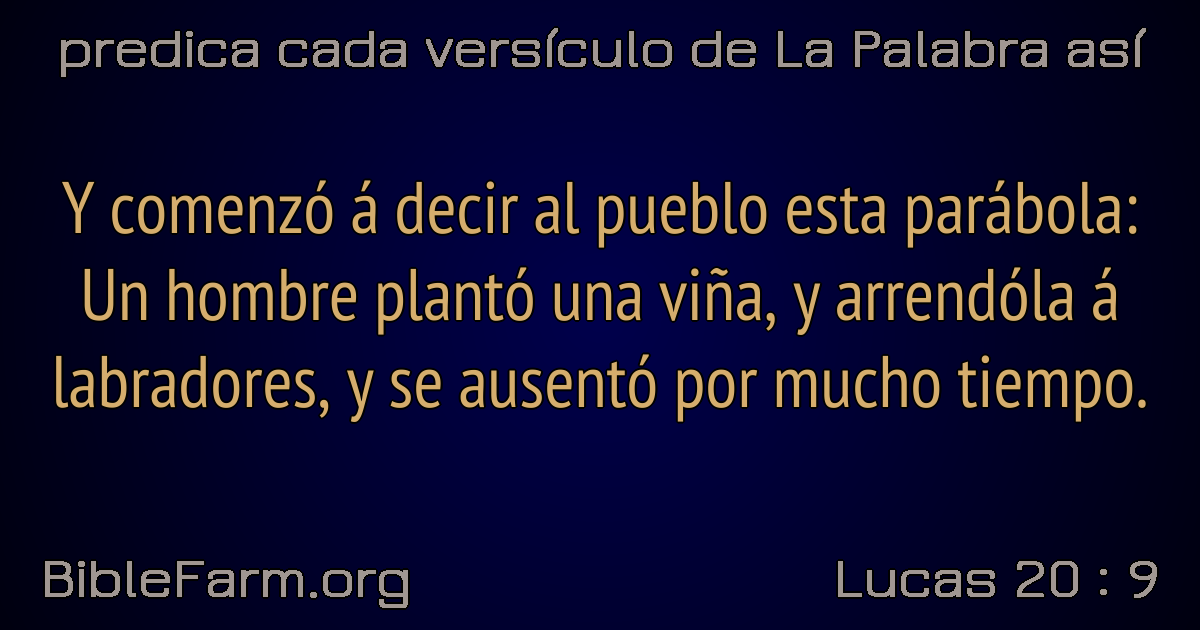 predica cada versículo de La Palabra así
Y comenzó á decir al pueblo esta parábola:
Un hombre plantó una viña, y arrendóla á
labradores, y se ausentó por mucho tiempo.
BibleFarm.org
Lucas 20 : 9